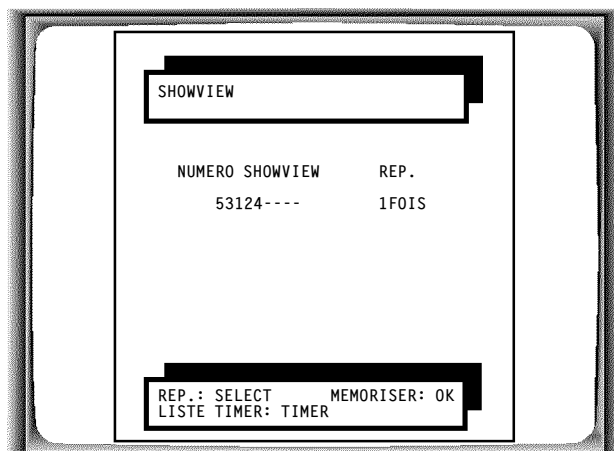 SHOWVIEW
NUMERO SHOWVIEW REP.
53124---- 1FOIS
REP.: SELECT MEMORISER: OK
LISTE TIMER: TIMER